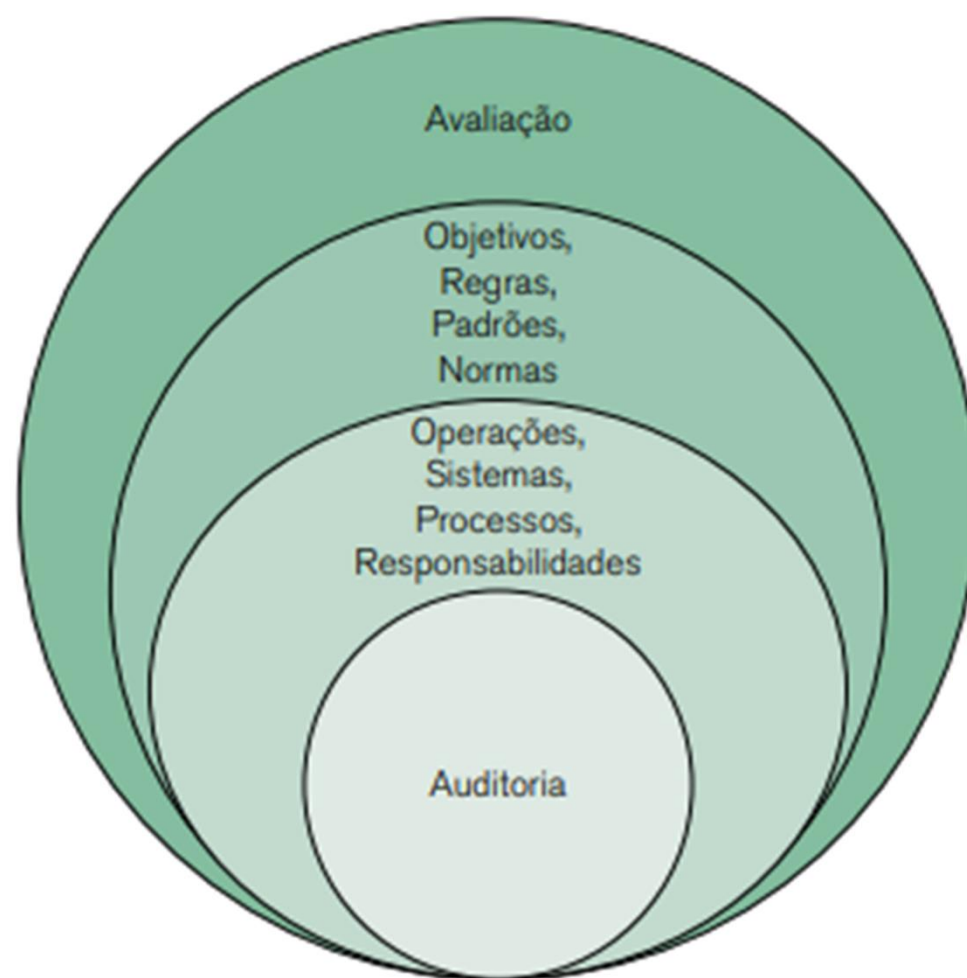 Avaliação
Objetivos,
Regras,
Padrões,
Normas
Operações,
Sistemas,
Processos,
Responsabilidades
Auditoria